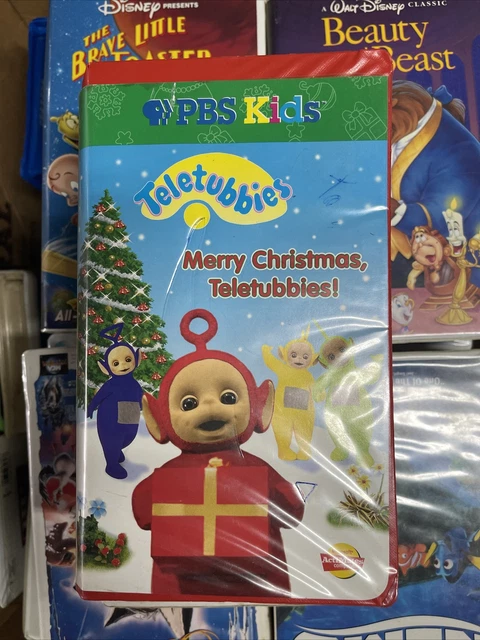 Disney PRESENTS
THE
BRAVE LITTLE
TOASTER
A WALT DISNEY CLASSIC
Beauty
Beast
PBS Kids
Teletubbies
Merry Christmas,
Teletubbies!